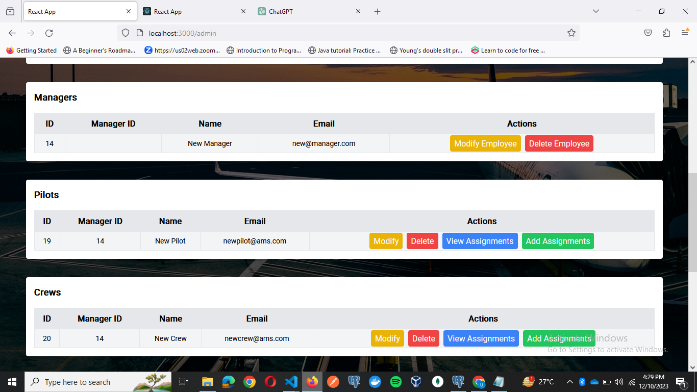 React App
React App
ChatGPT
localhost:3000/admin
Getting Started
A Beginner's Roadma...
https://us02web.zoom...
Introduction to Progra...
Java tutorial: Practice ...
Young's double slit pr...
Learn to code for free ...
Managers
ID Manager ID Name Email Actions
14 New Manager new@manager.com Modify Employee Delete Employee
Pilots
ID Manager ID Name Email Actions
19 14 New Pilot newpilot@ams.com Modify Delete View Assignments Add Assignments
Crews
ID Manager ID Name Email Actions
20 14 New Crew newcrew@ams.com Modify Delete View Assignments Add Assignments
Windows
Go to Settings to activate Windows.
Type here to search
27°C
4:29 PM
12/10/2023